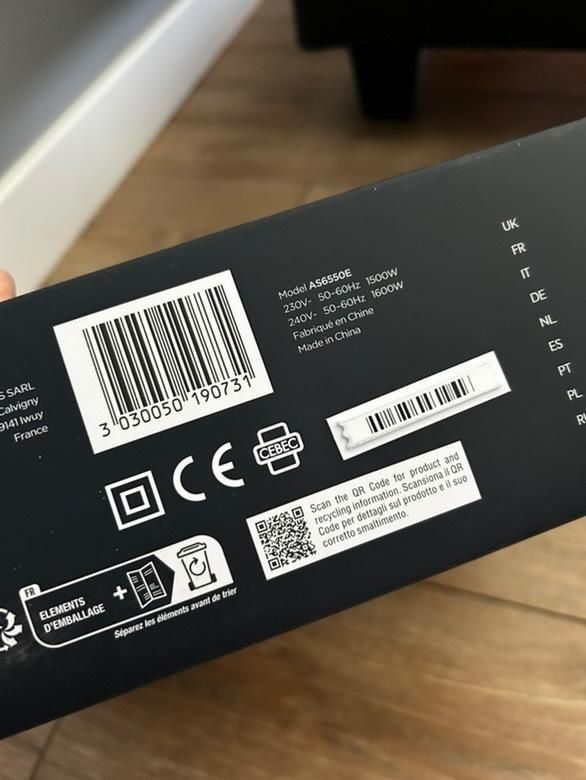 S SARL
Calvigny
9141 Iwuy
France
3 030050 190731
Model AS6550E
230V~ 50-60Hz 1500W
240V~ 50-60Hz 1600W
Fabriqué en Chine
Made in China
CE
CEBEC
Scan the QR Code for product and
recycling information. Scansiona il QR
Code per dettagli sul prodotto e il suo
corretto smaltimento.
FR
ELEMENTS
D'EMBALLAGE
+
Séparez les éléments avant de trier
UK
FR
IT
DE
NL
ES
PT
PL
RU